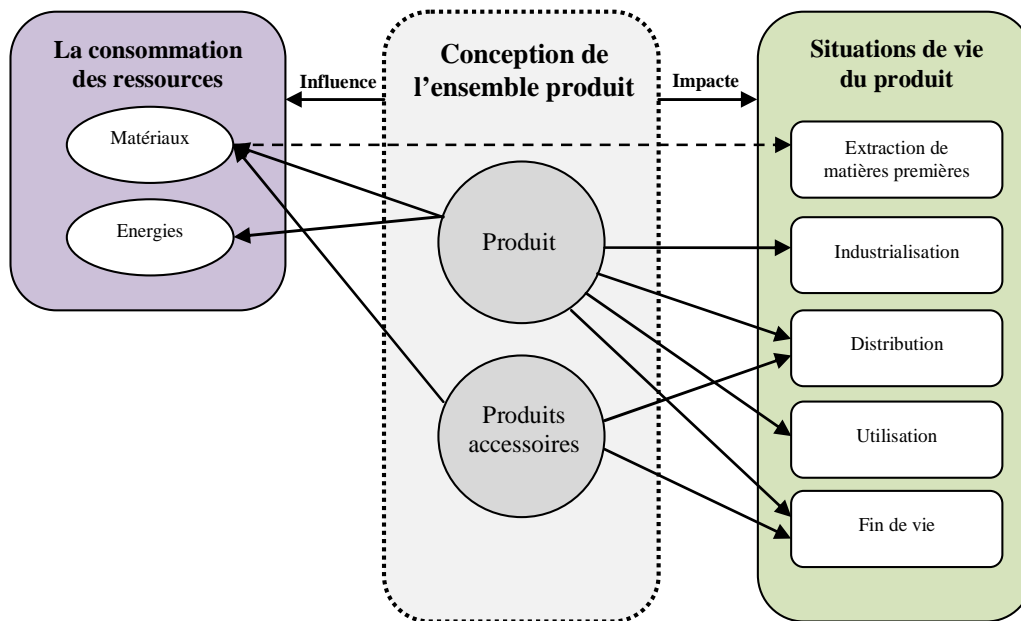 La consommation
des ressources
Matériaux
Energies
Influence
Conception de
l’ensemble produit
Produit
Produits
accessoires
Impacte
Situations de vie
du produit
Extraction de
matières premières
Industrialisation
Distribution
Utilisation
Fin de vie